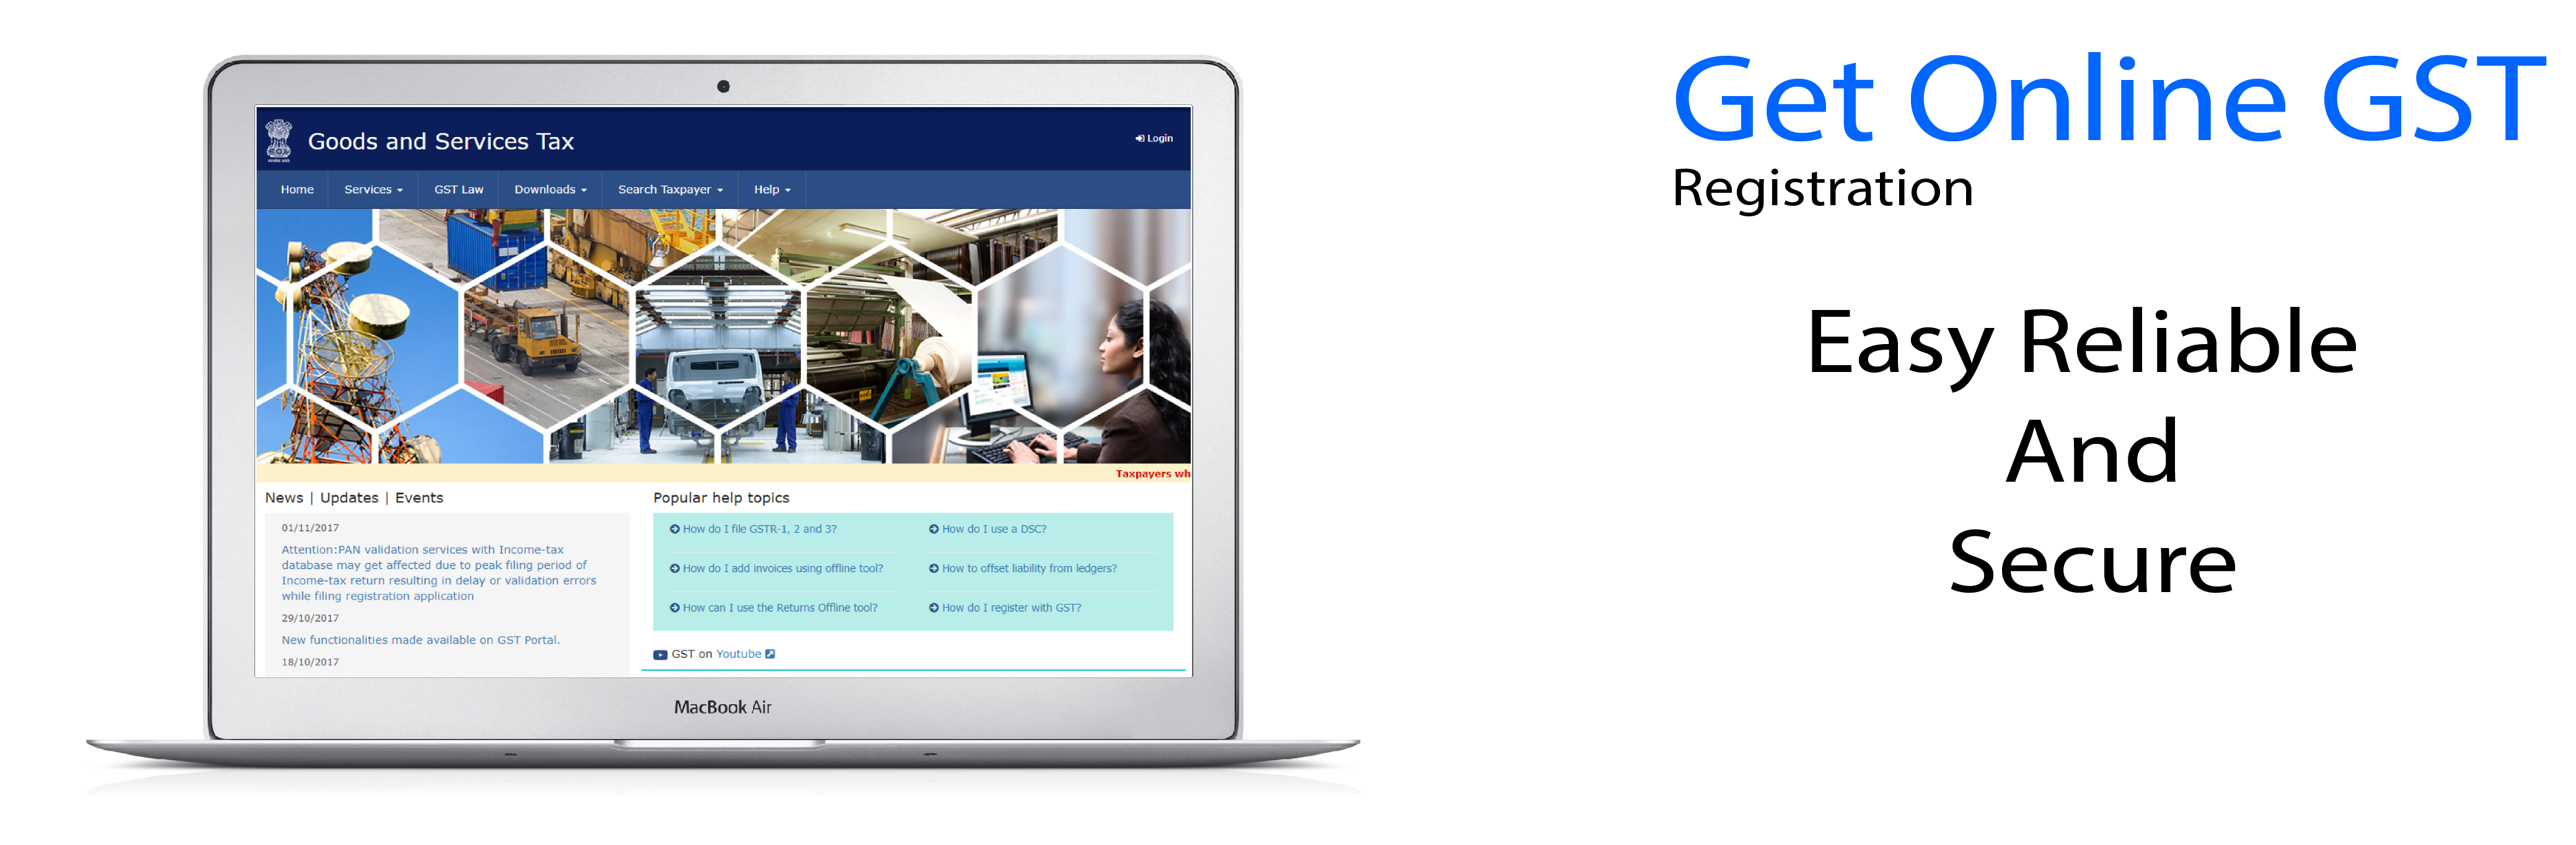 Goods and Services Tax
Login
Home
Services
GST Law
Downloads
Search Taxpayer
Help
Taxpayers wh
News | Updates | Events
01/11/2017
Attention:PAN validation services with Income-tax
database may get affected due to peak filing period of
Income-tax return resulting in delay or validation errors
while filing registration application
29/10/2017
New functionalities made available on GST Portal.
18/10/2017
Popular help topics
How do I file GSTR-1, 2 and 3?
How do I use a DSC?
How do I add invoices using offline tool?
How to offset liability from ledgers?
How can I use the Returns Offline tool?
How do I register with GST?
GST on Youtube
MacBook Air
Get Online GST
Registration
Easy Reliable
And
Secure